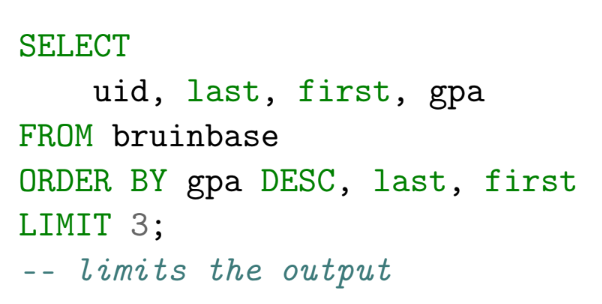 SELECT
    uid, last, first, gpa
FROM bruinbase
ORDER BY gpa DESC, last, first
LIMIT 3;
-- limits the output